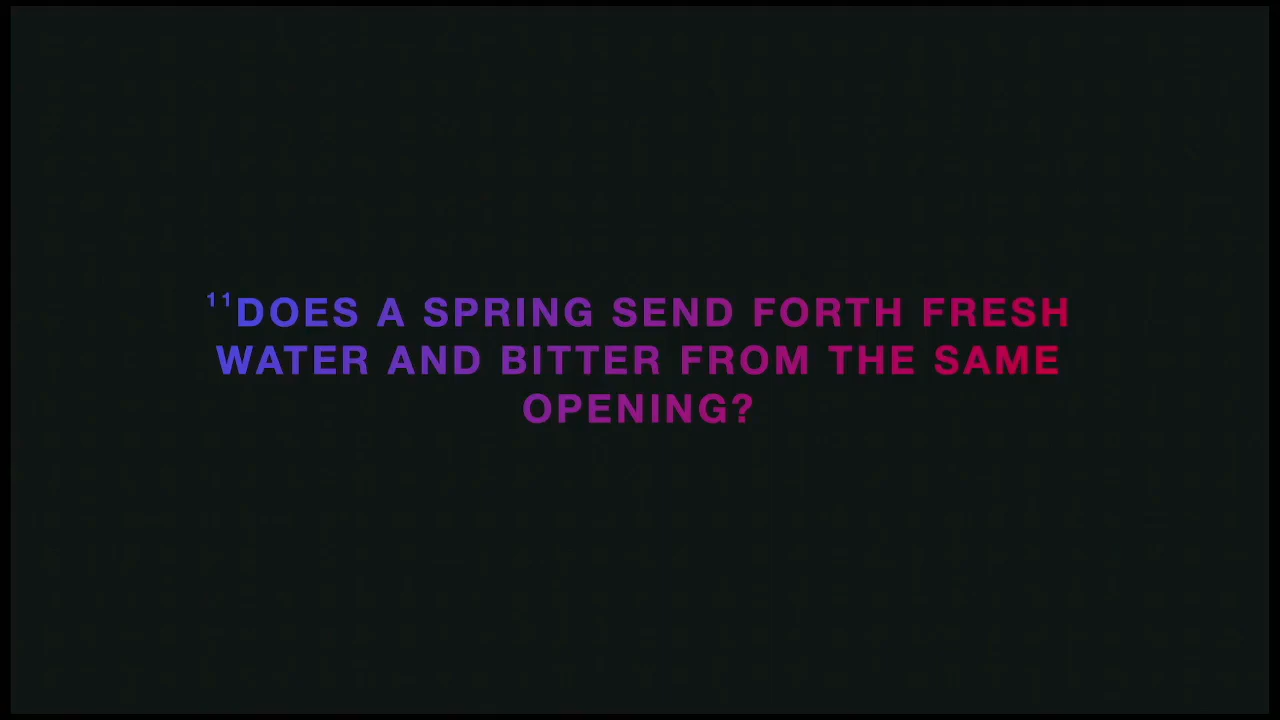 ¹¹DOES A SPRING SEND FORTH FRESH
WATER AND BITTER FROM THE SAME
OPENING?